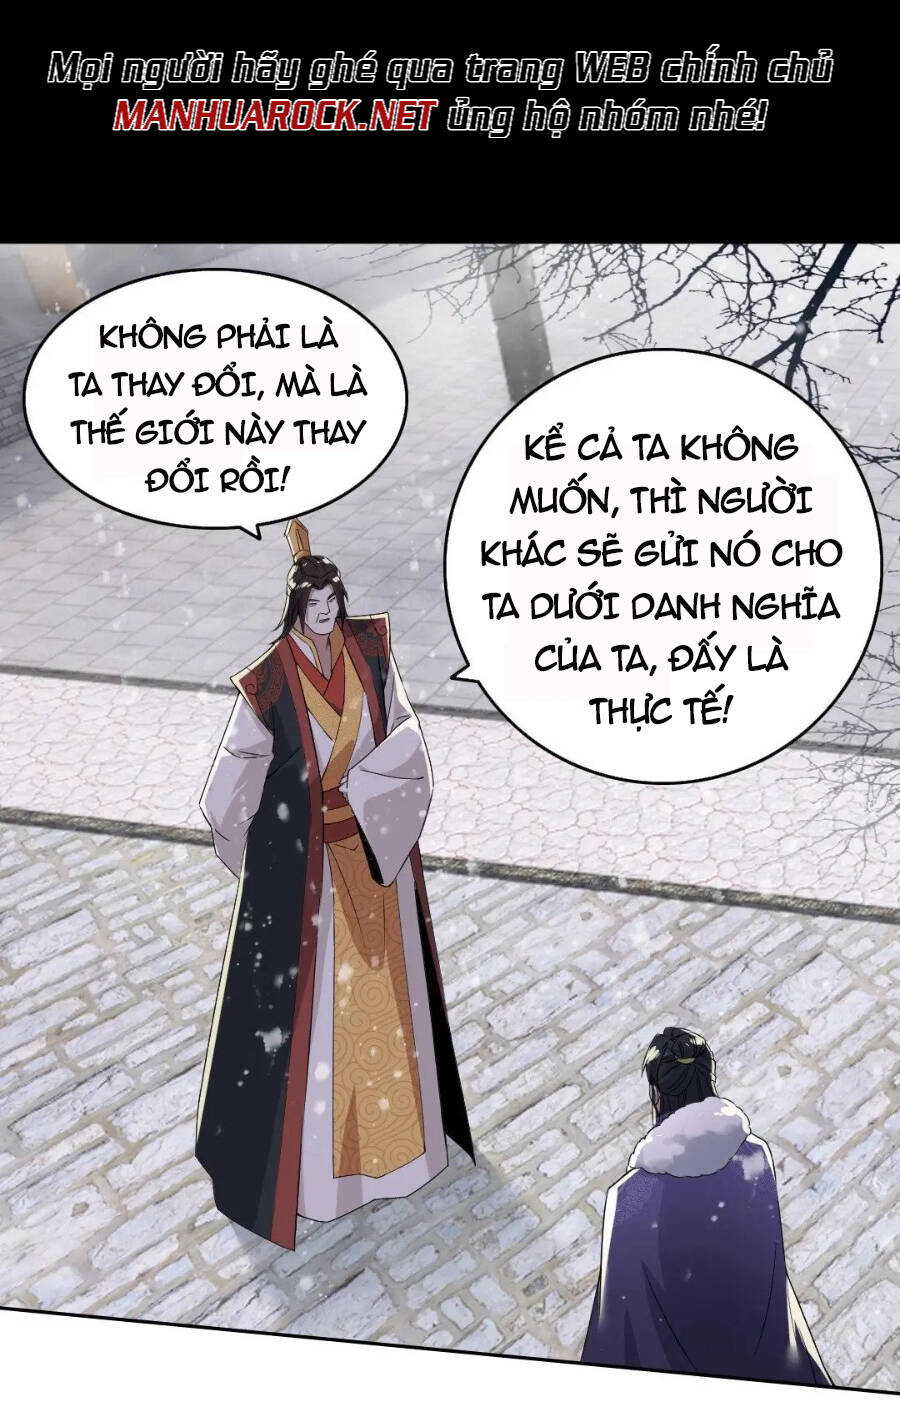 Mọi người hãy ghé qua trang WEB chính chủ
MANHUAROCK.NET ủng hộ nhóm nhé!
KHÔNG PHẢI LÀ
TA THAY ĐỔI, MÀ LÀ
THẾ GIỚI NÀY THAY
ĐỔI RỒI!
KỂ CẢ TA KHÔNG
MUỐN, THÌ NGƯỜI
KHÁC SẼ GỬI NÓ CHO
TA DƯỚI DANH NGHĨA
CỦA TA, ĐẤY LÀ
THỰC TẾ!